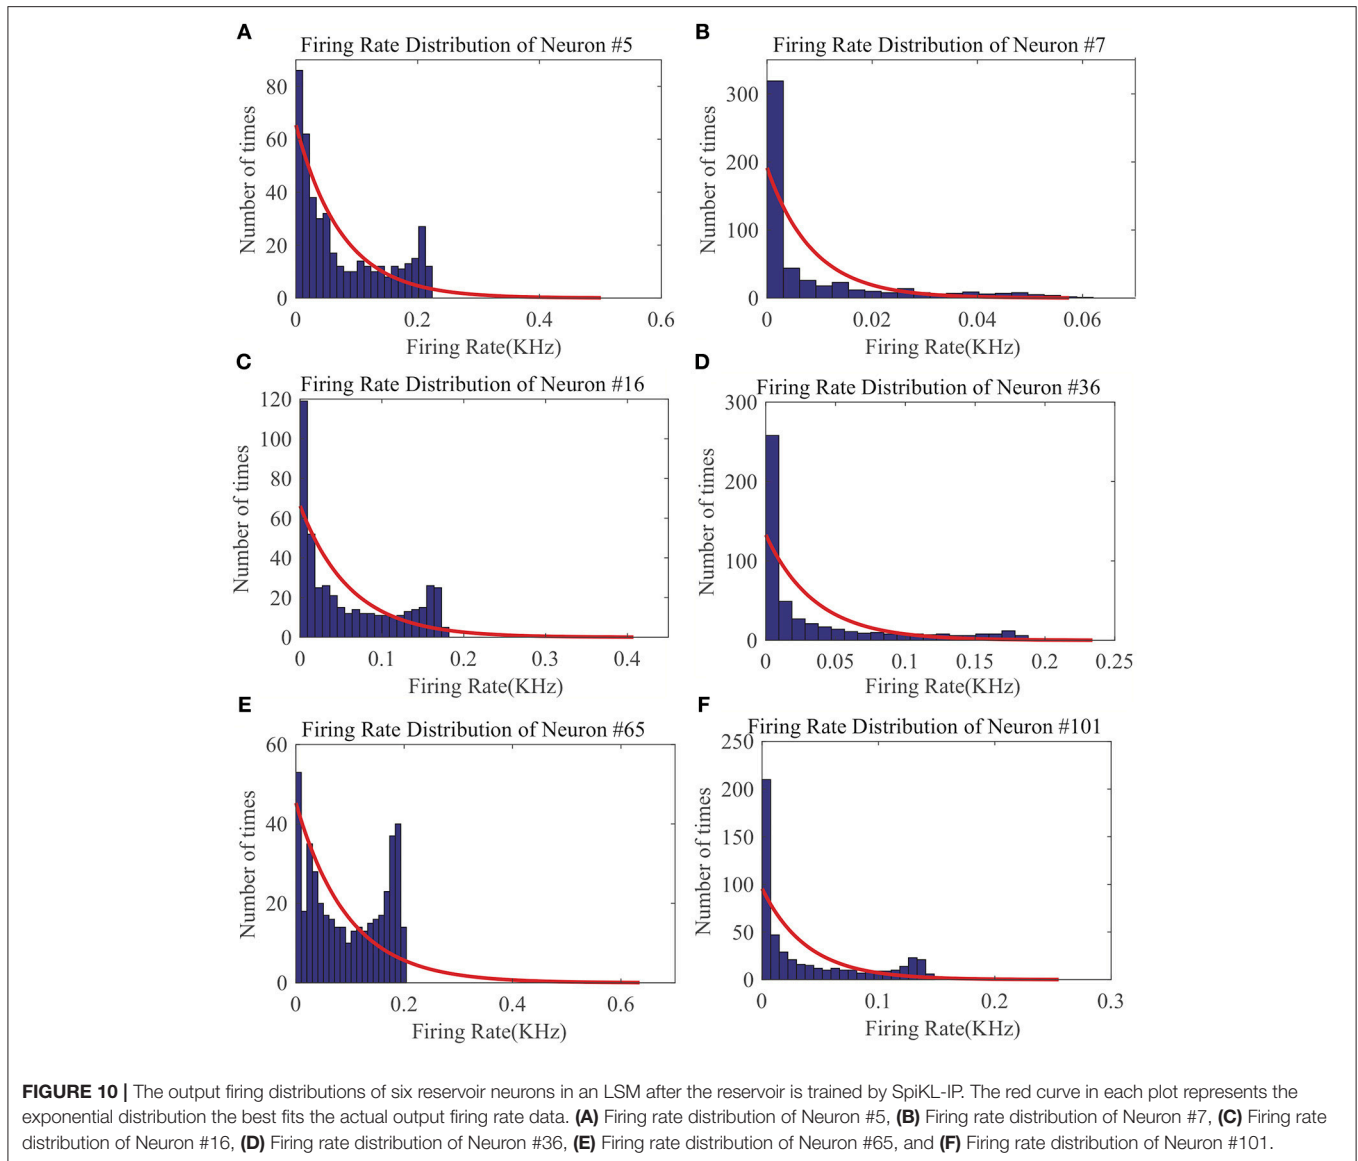 A
Firing Rate Distribution of Neuron #5
Number of times
80
60
40
20
0
0 0.2 0.4 0.6
Firing Rate(KHz)
B
Firing Rate Distribution of Neuron #7
Number of times
300
200
100
0
0 0.02 0.04 0.06
Firing Rate(KHz)
C
Firing Rate Distribution of Neuron #16
Number of times
120
100
80
60
40
20
0
0 0.1 0.2 0.3 0.4
Firing Rate(KHz)
D
Firing Rate Distribution of Neuron #36
Number of times
300
200
100
0
0 0.05 0.1 0.15 0.2 0.25
Firing Rate(KHz)
E
Firing Rate Distribution of Neuron #65
Number of times
60
40
20
0
0 0.2 0.4 0.6
Firing Rate(KHz)
F
Firing Rate Distribution of Neuron #101
Number of times
250
200
150
100
50
0
0 0.1 0.2 0.3
Firing Rate(KHz)
FIGURE 10 | The output firing distributions of six reservoir neurons in an LSM after the reservoir is trained by SpiKL-IP. The red curve in each plot represents the
exponential distribution the best fits the actual output firing rate data. (A) Firing rate distribution of Neuron #5, (B) Firing rate distribution of Neuron #7, (C) Firing rate
distribution of Neuron #16, (D) Firing rate distribution of Neuron #36, (E) Firing rate distribution of Neuron #65, and (F) Firing rate distribution of Neuron #101.